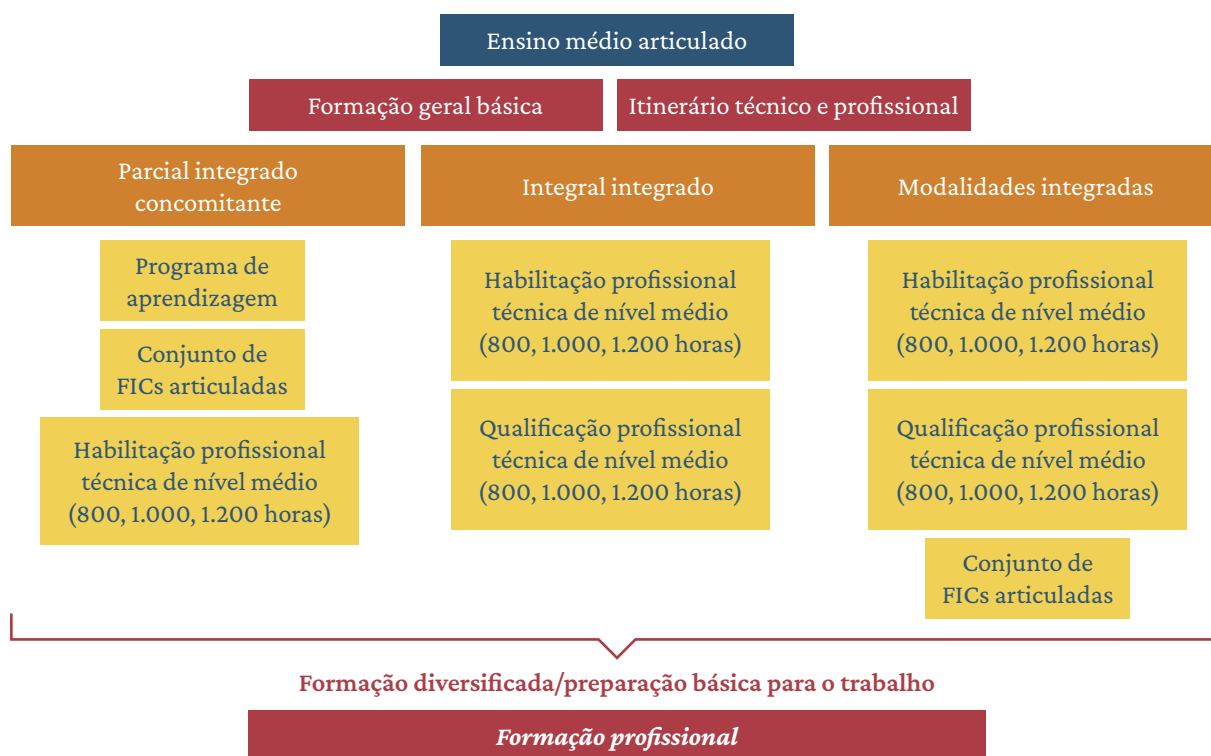 Ensino médio articulado
Formação geral básica
Itinerário técnico e profissional
Parcial integrado
concomitante
Programa de
aprendizagem
Conjunto de
FICs articuladas
Habilitação profissional
técnica de nível médio
(800, 1.000, 1.200 horas)
Integral integrado
Habilitação profissional
técnica de nível médio
(800, 1.000, 1.200 horas)
Qualificação profissional
técnica de nível médio
(800, 1.000, 1.200 horas)
Modalidades integradas
Habilitação profissional
técnica de nível médio
(800, 1.000, 1.200 horas)
Qualificação profissional
técnica de nível médio
(800, 1.000, 1.200 horas)
Conjunto de
FICs articuladas
Formação diversificada/preparação básica para o trabalho
Formação profissional